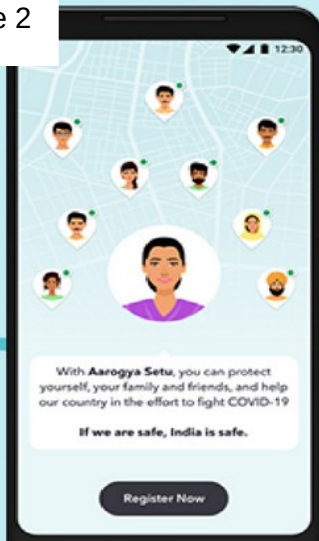 e 2
12:30
With Aarogya Setu, you can protect
yourself, your family and friends, and help
our country in the effort to fight COVID-19
If we are safe, India is safe.
Register Now